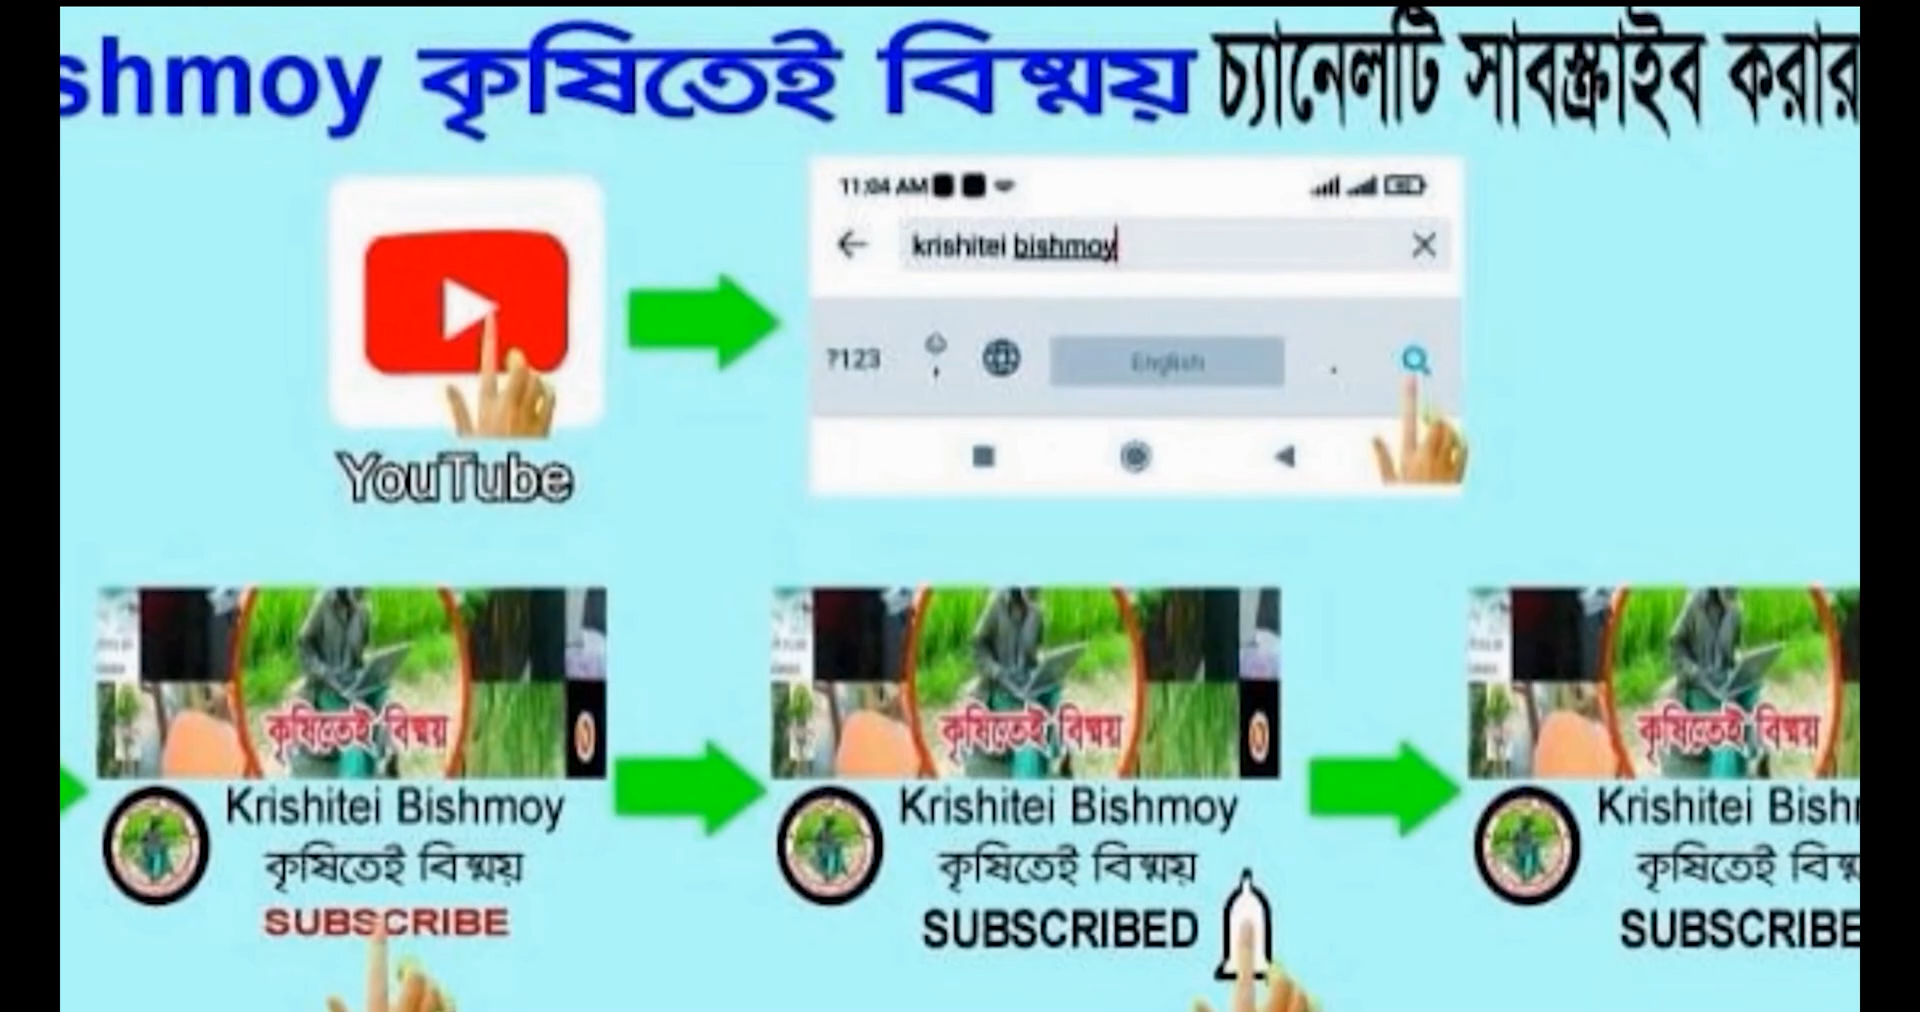 shmoy কৃষিতেই বিষ্ময় চ্যানেলটি সাবস্ক্রাইব করার
11:04 AM
krishitei bishmoy
?123 , English .
YouTube
কৃষিতেই বিষ্ময়
কৃষিতেই বিষ্ময়
কৃষিতেই বিষ্ময়
Krishitei Bishmoy
কৃষিতেই বিষ্ময়
SUBSCRIBE
Krishitei Bishmoy
কৃষিতেই বিষ্ময়
SUBSCRIBED
Krishitei Bish
কৃষিতেই বিষ্ম
SUBSCRIBE